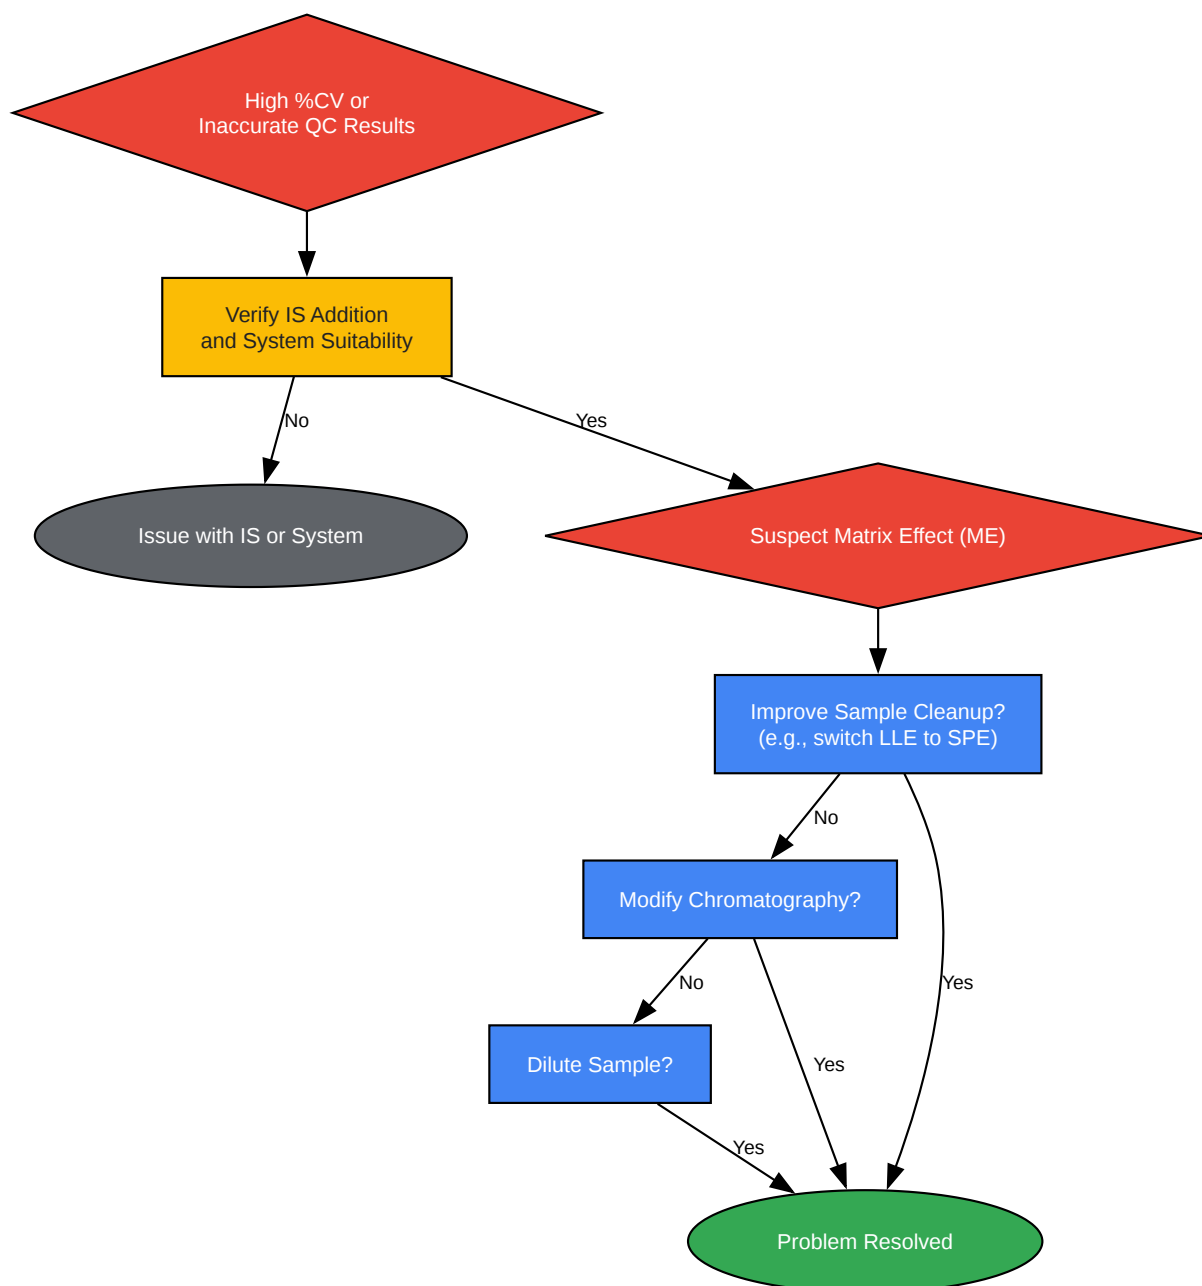 High %CV or
Inaccurate QC Results
Verify IS Addition
and System Suitability
No
Yes
Issue with IS or System
Suspect Matrix Effect (ME)
Improve Sample Cleanup?
(e.g., switch LLE to SPE)
No
Modify Chromatography?
No
Yes
Dilute Sample?
Yes
Yes
Problem Resolved